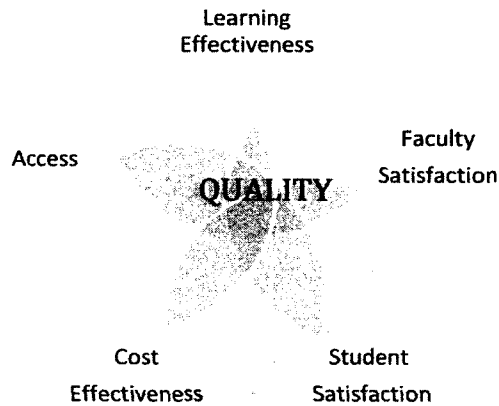 Learning
Effectiveness
Access
Faculty
Satisfaction
QUALITY
Cost
Effectiveness
Student
Satisfaction